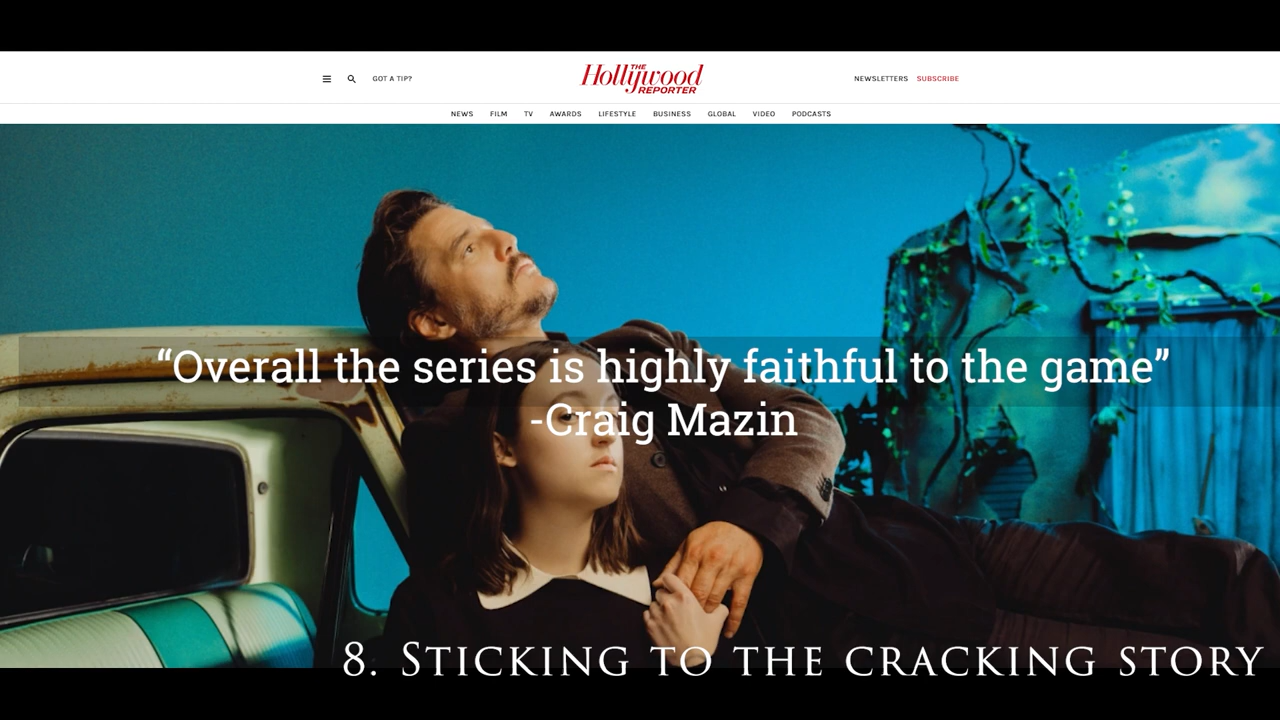 GOT A TIP?
THE
Hollywood
REPORTER
NEWSLETTERS SUBSCRIBE
NEWS FILM TV AWARDS LIFESTYLE BUSINESS GLOBAL VIDEO PODCASTS
“Overall the series is highly faithful to the game”
-Craig Mazin
8. Sticking to the cracking story